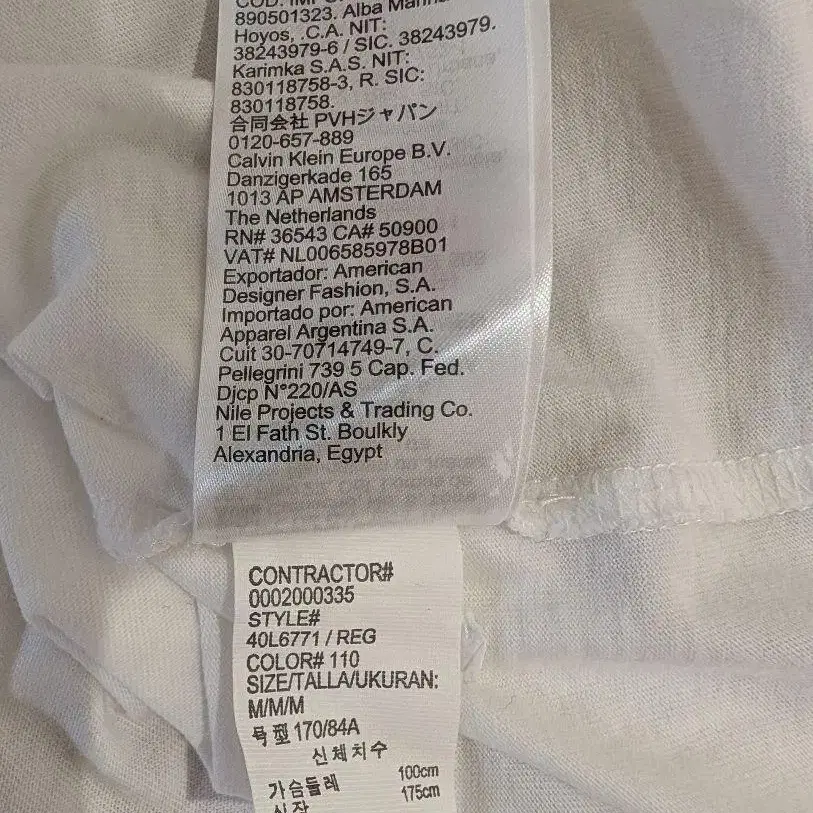 890501323. Alba Marina
Hoyos, .C.A. NIT:
38243979-6 / SIC. 38243979.
Karimka S.A.S. NIT:
830118758-3, R. SIC:
830118758.
合同会社 PVHジャパン
0120-657-889
Calvin Klein Europe B.V.
Danzigerkade 165
1013 AP AMSTERDAM
The Netherlands
RN# 36543 CA# 50900
VAT# NL006585978B01
Exportador: American
Designer Fashion, S.A.
Importado por: American
Apparel Argentina S.A.
Cuit 30-70714749-7, C.
Pellegrini 739 5 Cap. Fed.
Djcp N°220/AS
Nile Projects & Trading Co.
1 El Fath St. Boulkly
Alexandria, Egypt
CONTRACTOR#
0002000335
STYLE#
40L6771 / REG
COLOR# 110
SIZE/TALLA/UKURAN:
M/M/M
号型 170/84A
신체치수
가슴둘레 100cm
신장 175cm